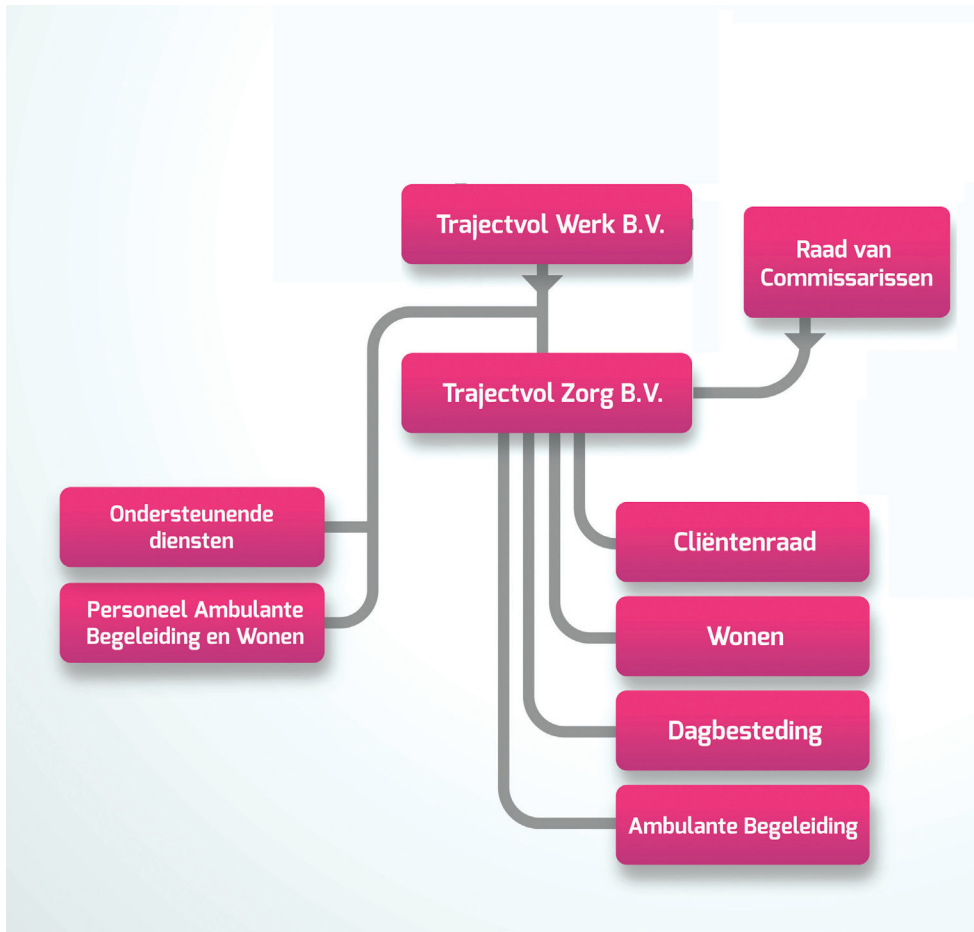 Trajectvol Werk B.V.
Raad van
Commissarissen
Trajectvol Zorg B.V.
Ondersteunende
diensten
Personeel Ambulante
Begeleiding en Wonen
Cliëntenraad
Wonen
Dagbesteding
Ambulante Begeleiding